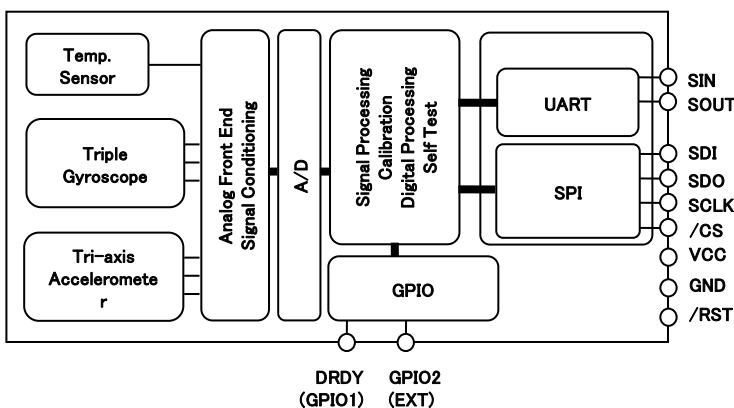 Temp.
Sensor
Triple
Gyroscope
Tri-axis
Acceleromete
r
Analog Front End
Signal Conditioning
A/D
Signal Processing
Calibration
Digital Processing
Self Test
UART
SPI
GPIO
SIN
SOUT
SDI
SDO
SCLK
/CS
VCC
GND
/RST
DRDY
(GPIO1)
GPIO2
(EXT)